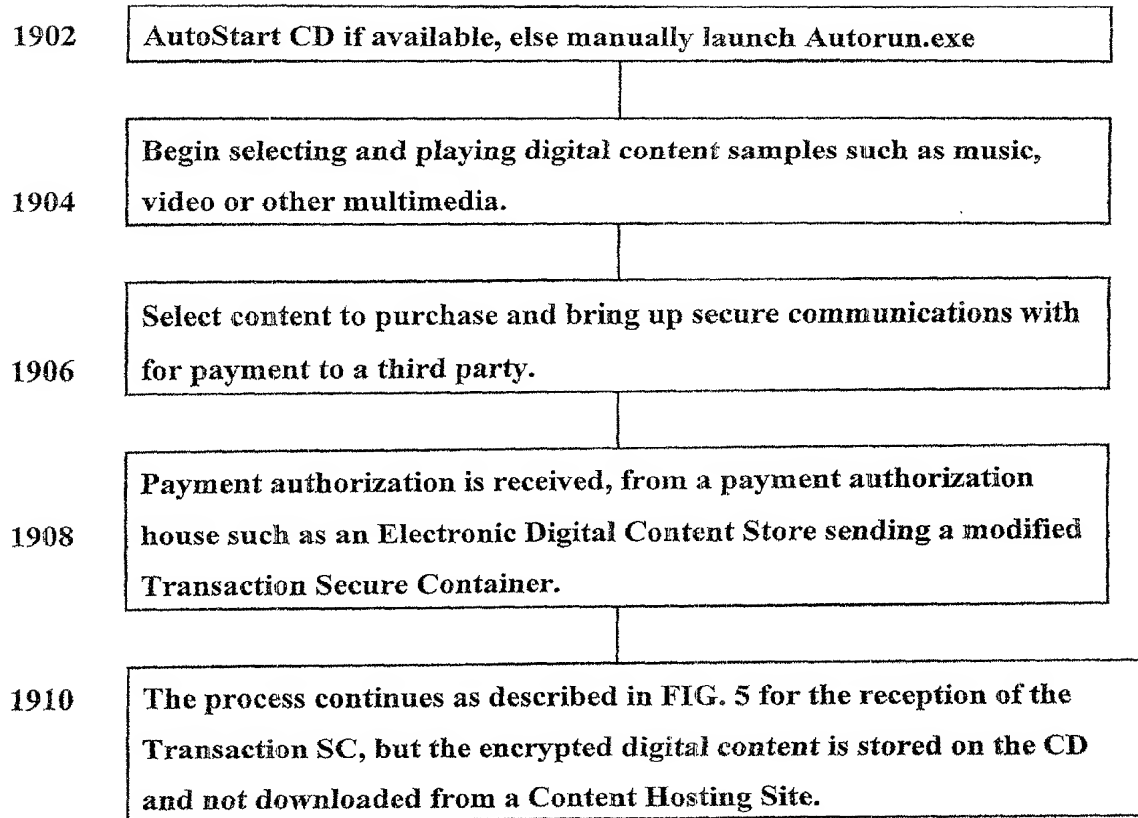 1902 AutoStart CD if available, else manually launch Autorun.exe
Begin selecting and playing digital content samples such as music,
1904 video or other multimedia.
Select content to purchase and bring up secure communications with
1906 for payment to a third party.
Payment authorization is received, from a payment authorization
1908 house such as an Electronic Digital Content Store sending a modified
Transaction Secure Container.
1910 The process continues as described in FIG. 5 for the reception of the
Transaction SC, but the encrypted digital content is stored on the CD
and not downloaded from a Content Hosting Site.